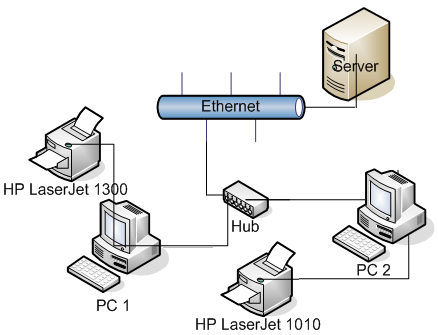 Server
Ethernet
HP LaserJet 1300
Hub
PC 2
PC 1
HP LaserJet 1010